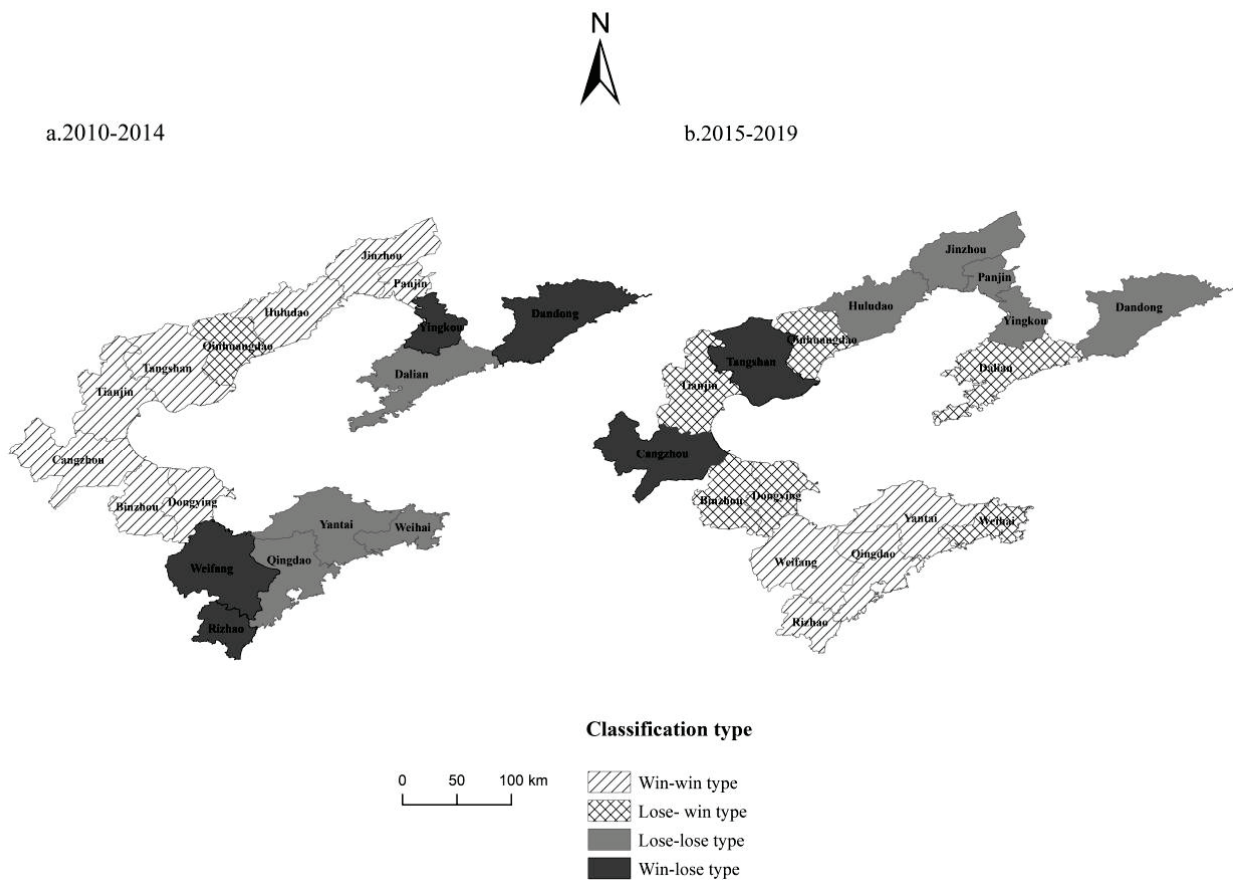 N
a.2010-2014
b.2015-2019
Jinzhou
Panjin
Huludao
Dandong
Yingkou
Qinhuangdao
Tangshan
Dalian
Tianjin
Cangzhou
Binzhou
Dongying
Yantai
Weihai
Qingdao
Weifang
Rizhao
Jinzhou
Panjin
Huludao
Dandong
Yingkou
Qinhuangdao
Tangshan
Dalian
Tianjin
Cangzhou
Binzhou
Dongying
Yantai
Weihai
Qingdao
Weifang
Rizhao
Classification type
0 50 100 km
Win-win type
Lose- win type
Lose-lose type
Win-lose type